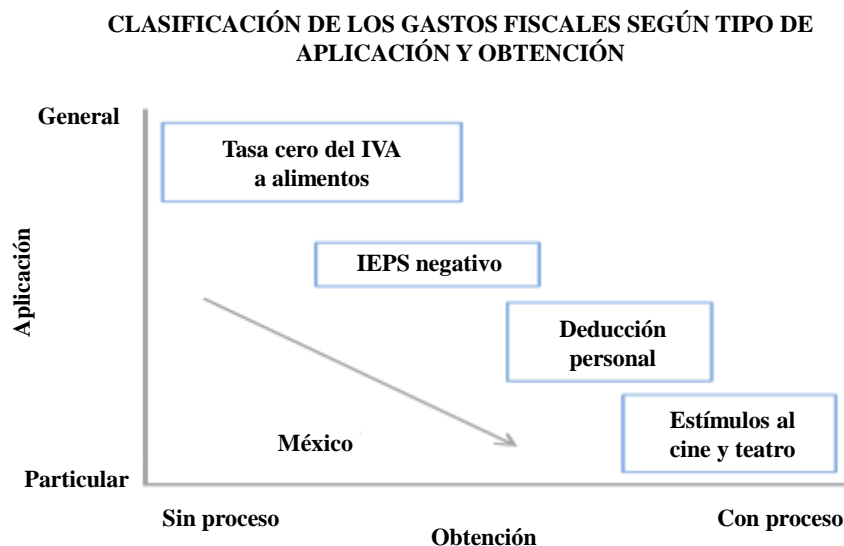 CLASIFICACIÓN DE LOS GASTOS FISCALES SEGÚN TIPO DE
APLICACIÓN Y OBTENCIÓN
General
Tasa cero del IVA
a alimentos
IEPS negativo
Aplicación
Deducción
personal
Estímulos al
cine y teatro
México
Particular
Sin proceso
Con proceso
Obtención